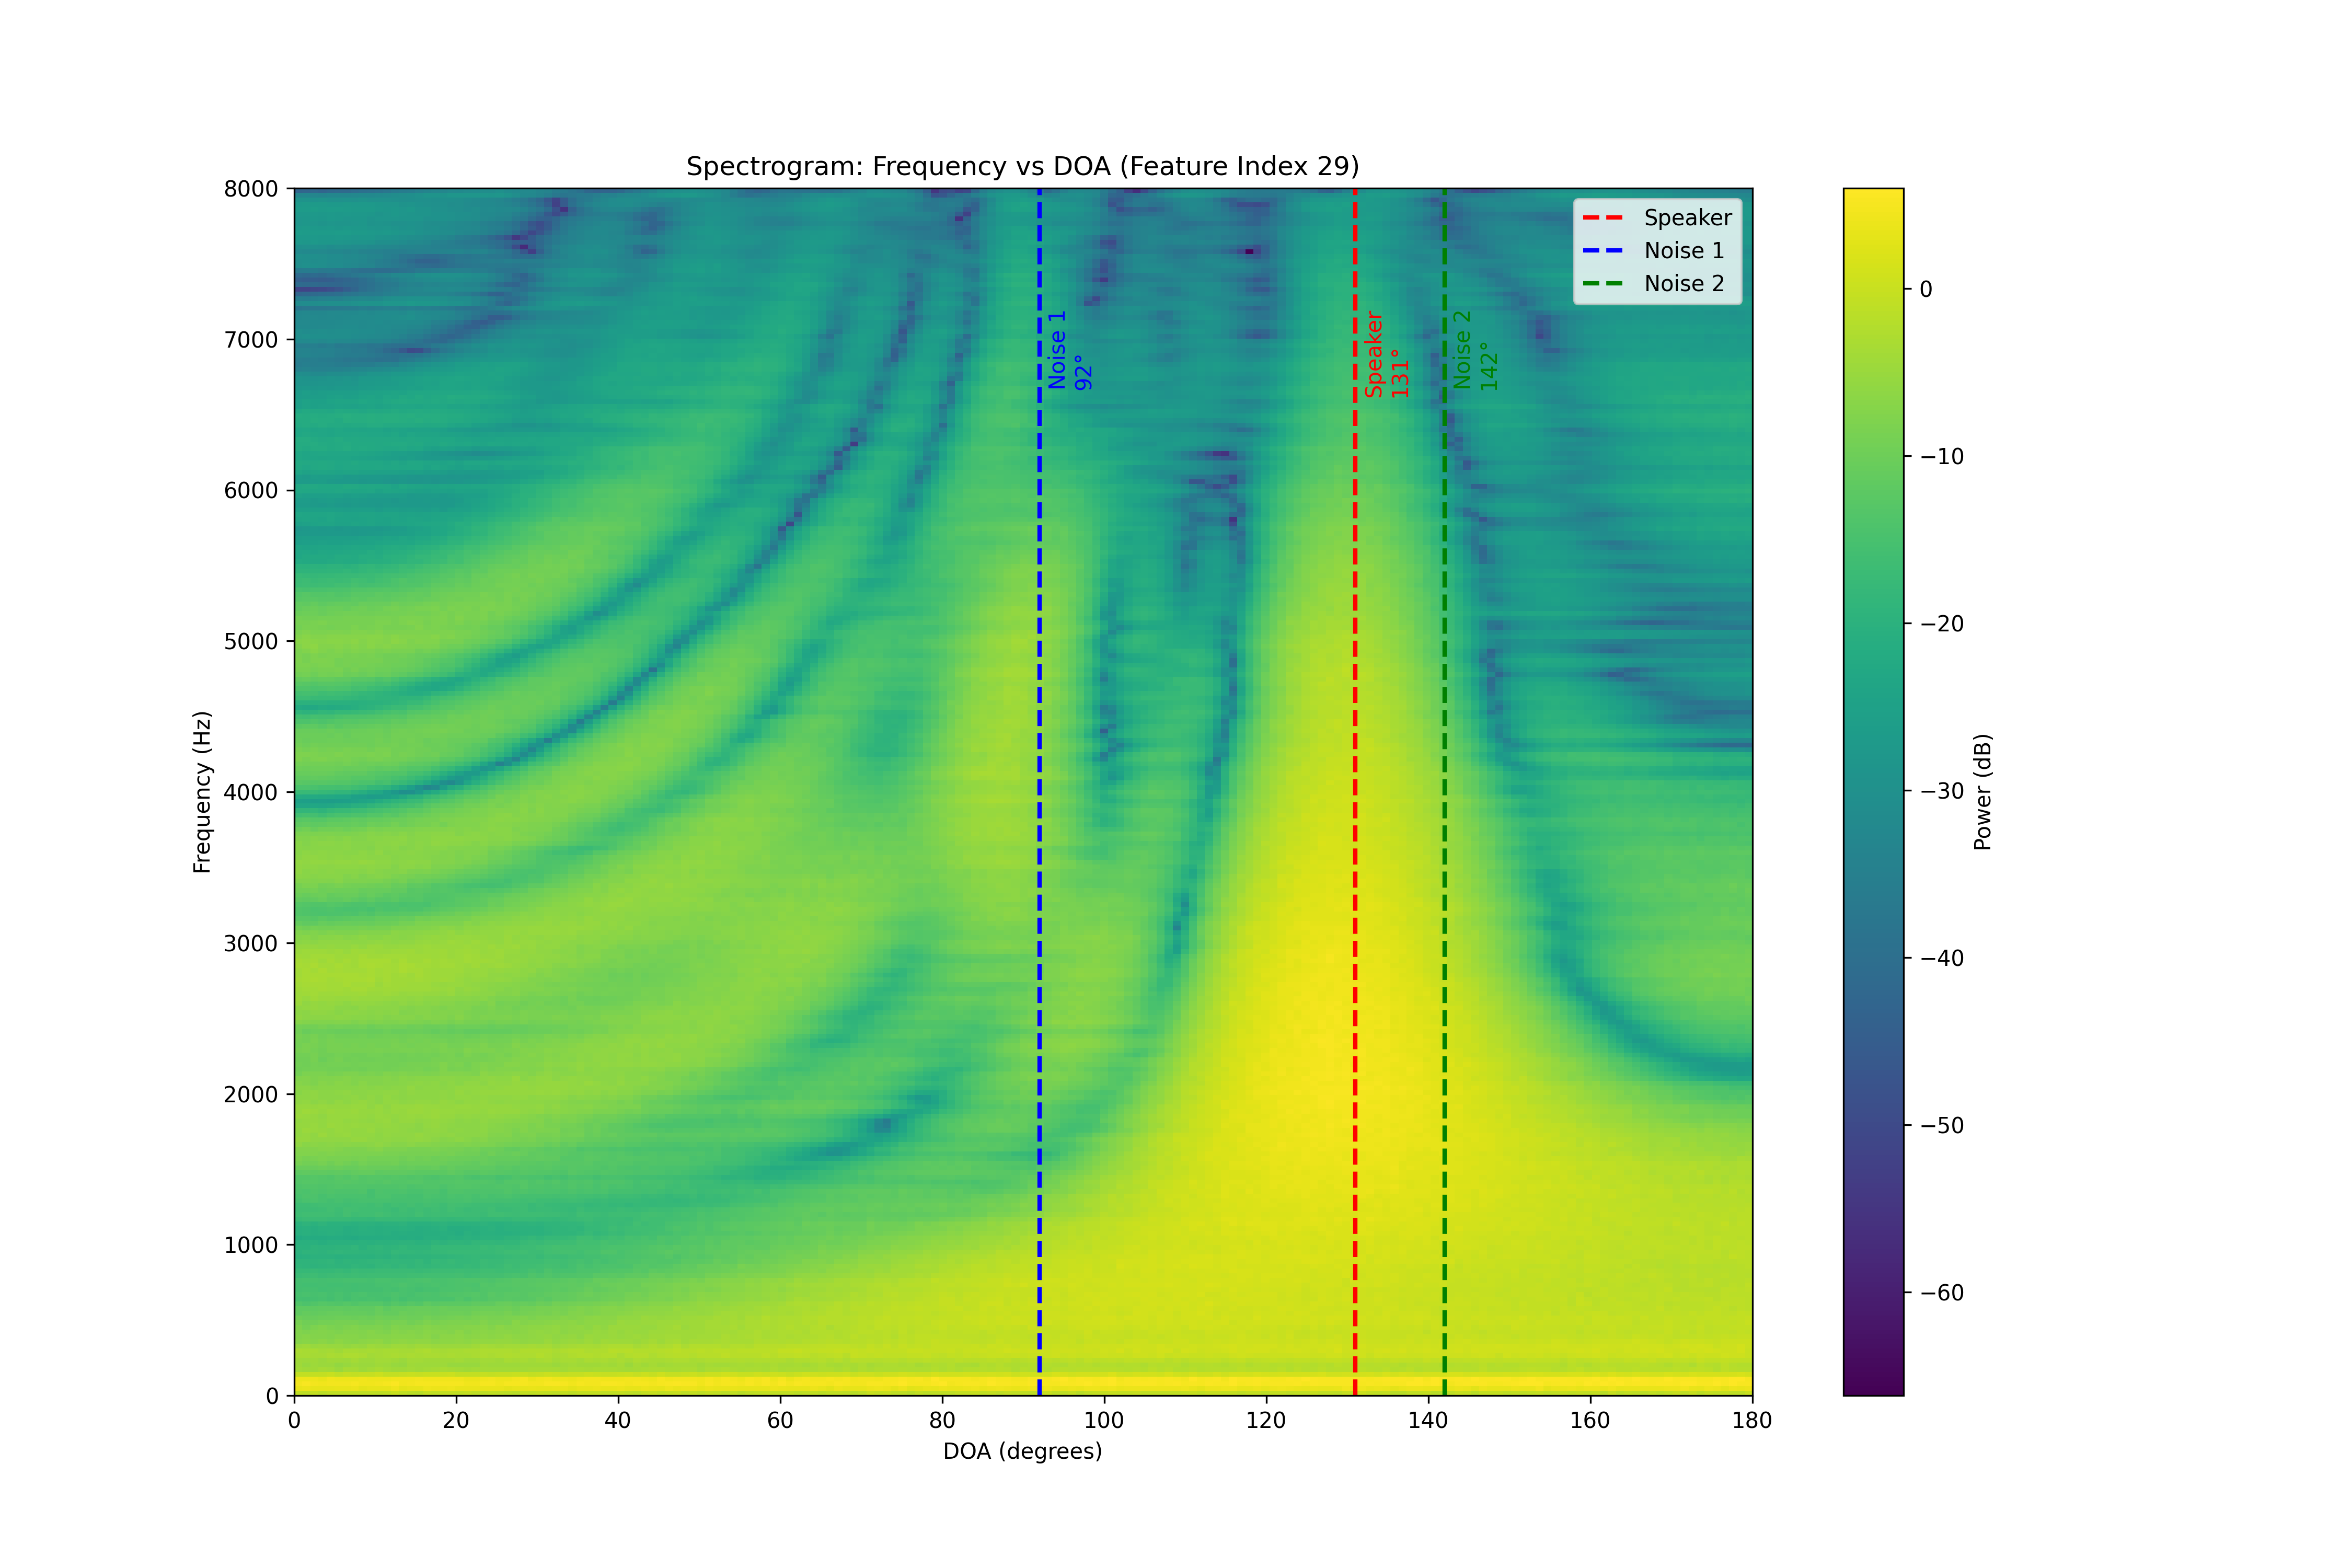 Spectrogram: Frequency vs DOA (Feature Index 29)
8000
7000
6000
5000
4000
3000
2000
1000
0
Frequency (Hz)
0
20
40
60
80
100
120
140
160
180
DOA (degrees)
Noise 1
92°
Speaker
131°
Noise 2
142°
Speaker
Noise 1
Noise 2
0
−10
−20
−30
−40
−50
−60
Power (dB)